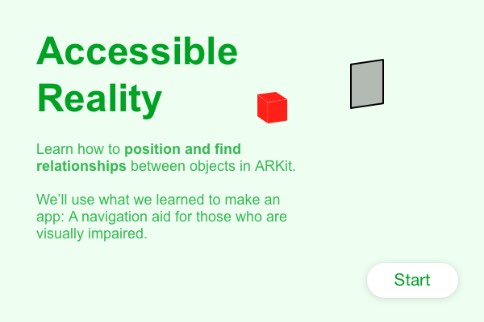 Accessible
Reality
Learn how to position and find
relationships between objects in ARKit.
We'll use what we learned to make an
app: A navigation aid for those who are
visually impaired.
Start